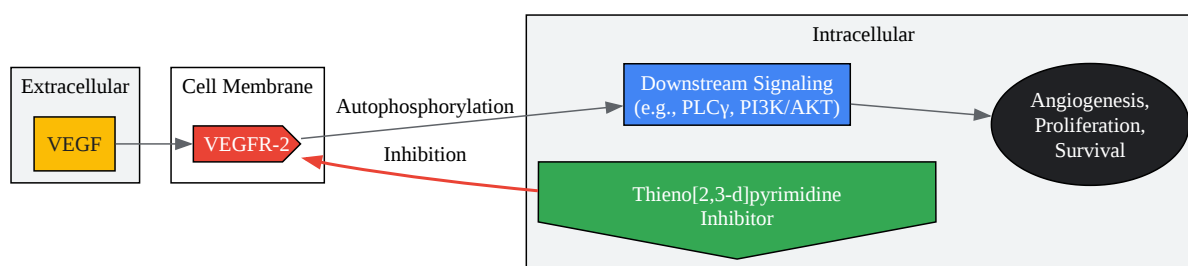 Extracellular
VEGF
Cell Membrane
VEGFR-2
Autophosphorylation
Inhibition
Intracellular
Downstream Signaling
(e.g., PLCγ, PI3K/AKT)
Thieno[2,3-d]pyrimidine
Inhibitor
Angiogenesis,
Proliferation,
Survival